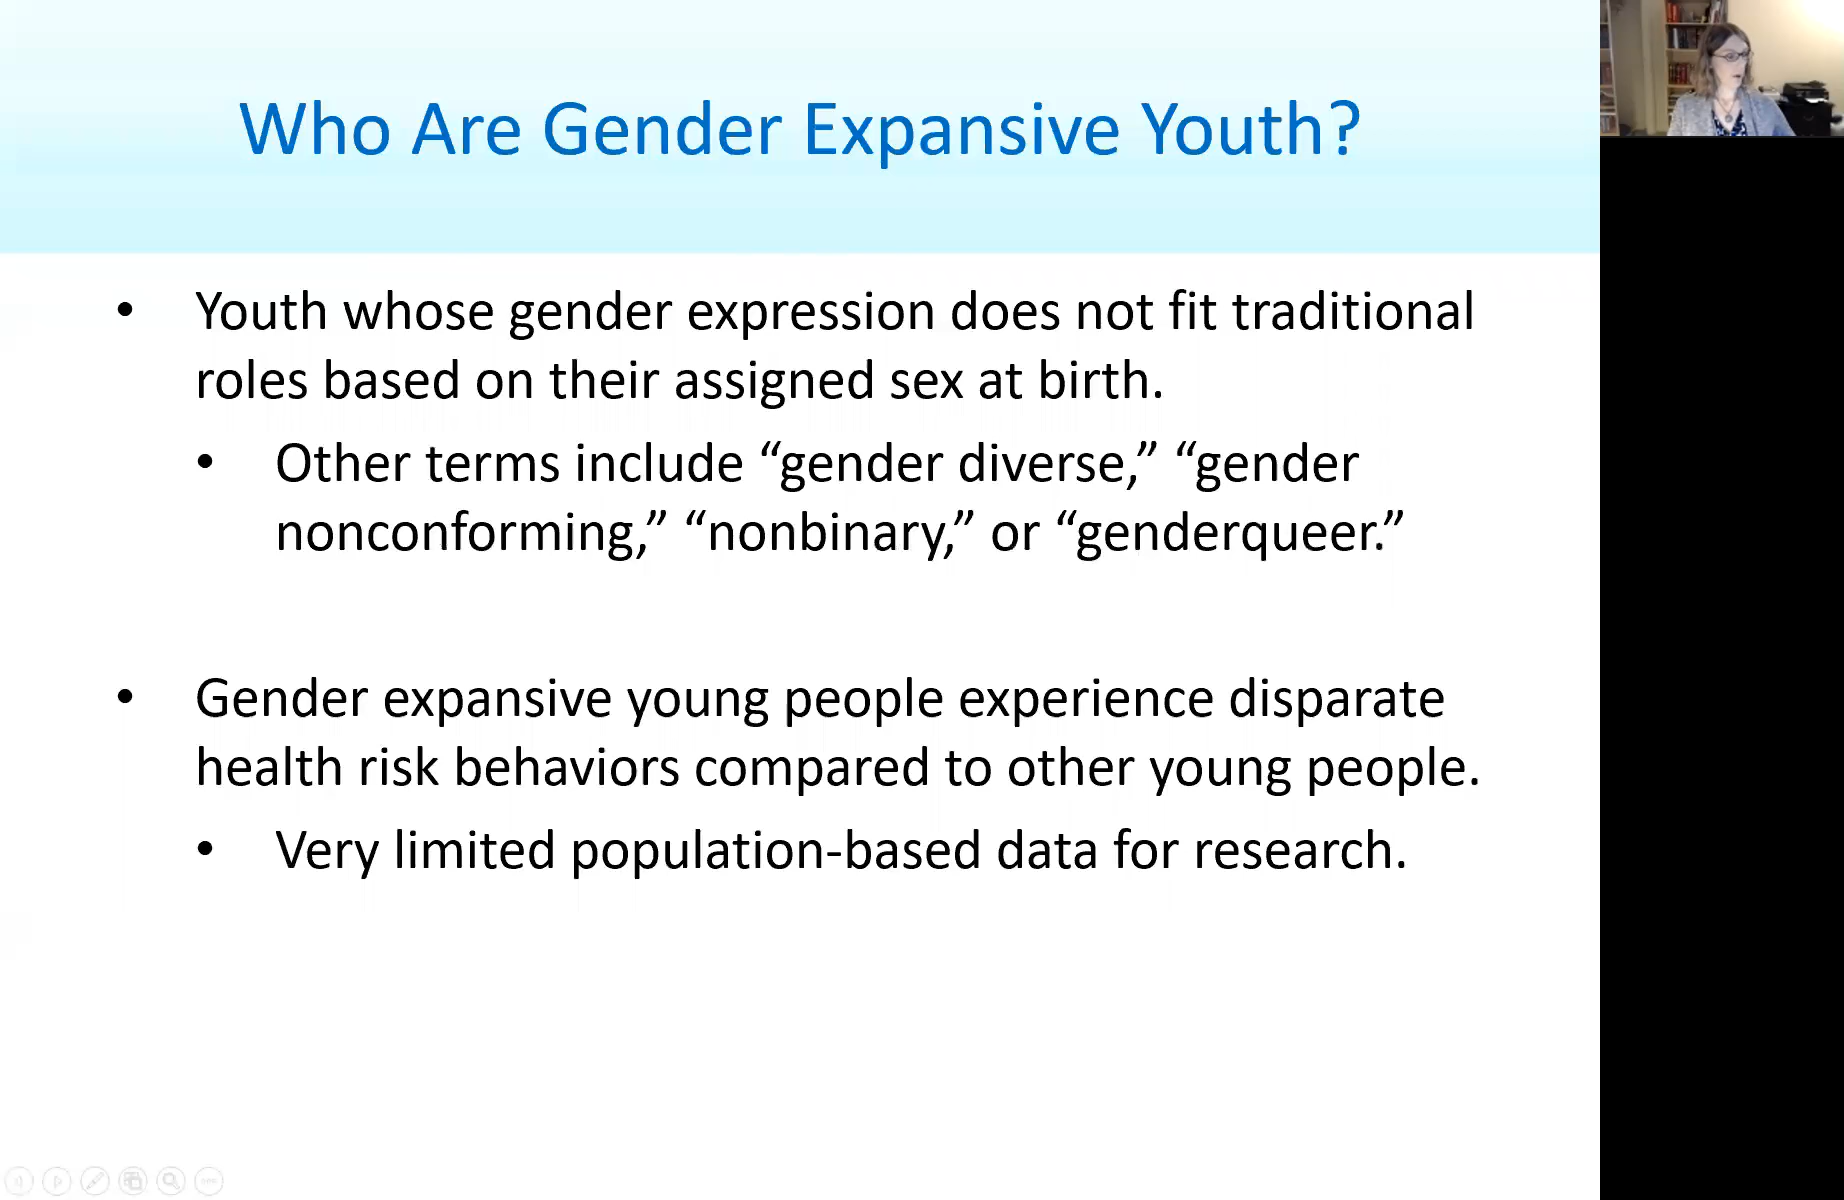 Who Are Gender Expansive Youth?
• Youth whose gender expression does not fit traditional
roles based on their assigned sex at birth.
• Other terms include “gender diverse,” “gender
nonconforming,” “nonbinary,” or “genderqueer.”
• Gender expansive young people experience disparate
health risk behaviors compared to other young people.
• Very limited population-based data for research.